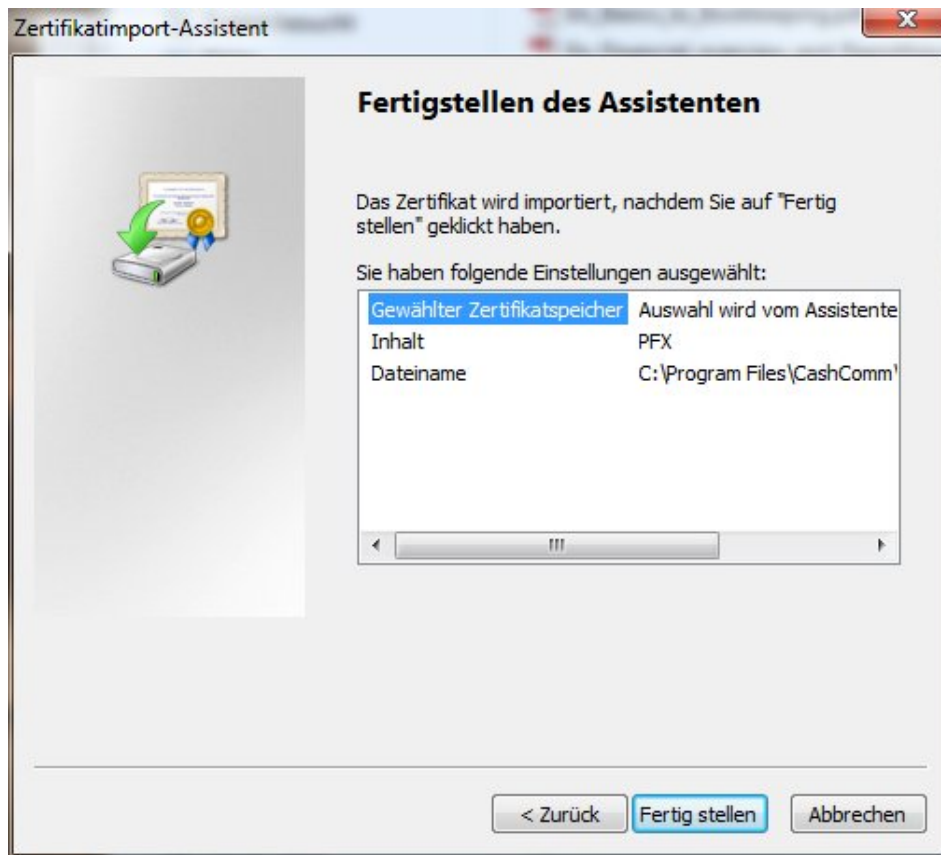 Zertifikatimport-Assistent
Fertigstellen des Assistenten
Das Zertifikat wird importiert, nachdem Sie auf "Fertig
stellen" geklickt haben.
Sie haben folgende Einstellungen ausgewählt:
Gewählter Zertifikatspeicher Auswahl wird vom Assistente
Inhalt PFX
Dateiname C:\Program Files\CashComm\
< Zurück Fertig stellen Abbrechen